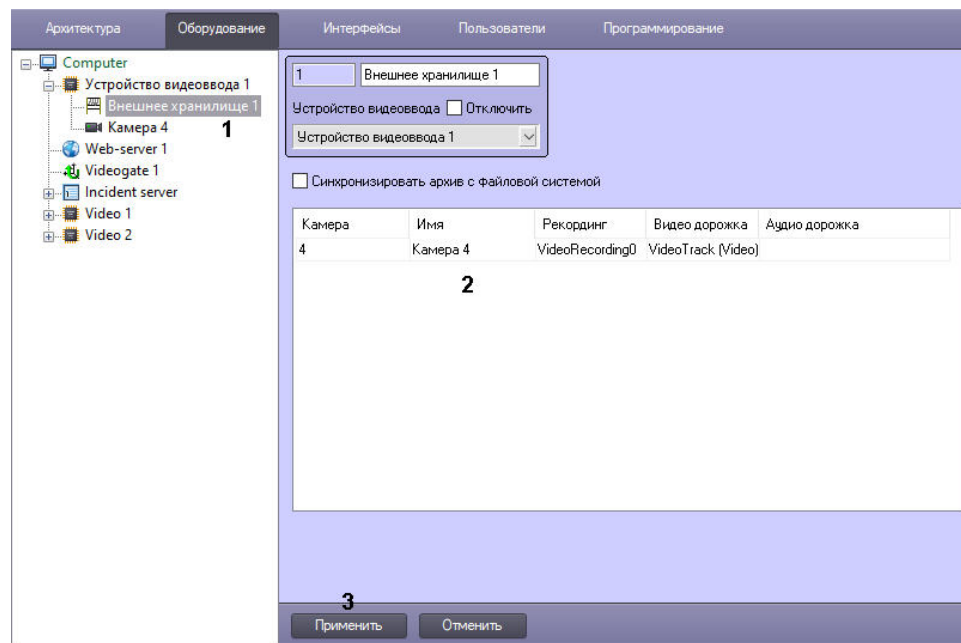 Архитектура Оборудование Интерфейсы Пользователи Программирование
Computer
Устройство видеоввода 1
Внешнее хранилище 1
1
Камера 4
Web-server 1
Videogate 1
Incident server
Video 1
Video 2
1 Внешнее хранилище 1
Устройство видеоввода Отключить
Устройство видеоввода 1
Синхронизировать архив с файловой системой
Камера Имя Рекординг Видео дорожка Аудио дорожка
4 Камера 4 VideoRecording0 VideoTrack (Video)
2
3
Применить Отменить